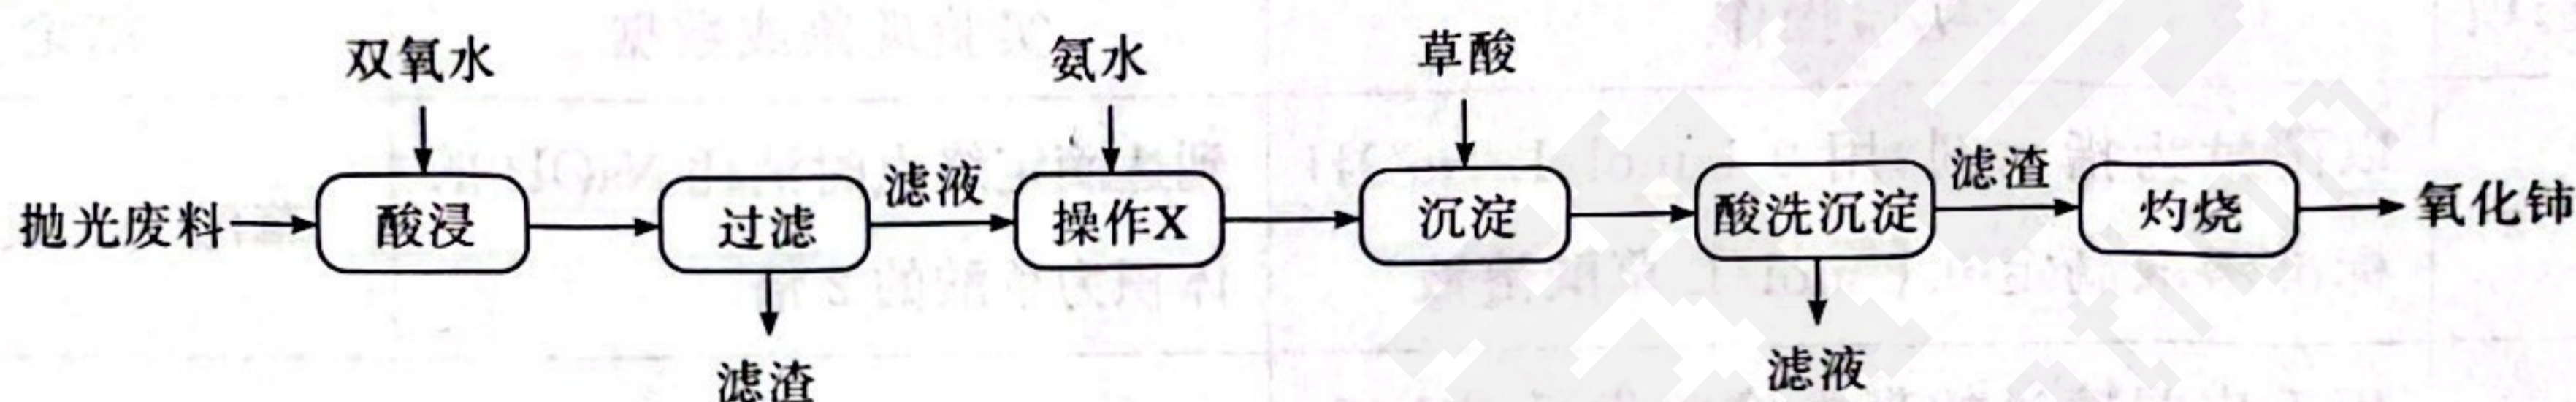 双氧水
氨水
草酸
抛光废料
酸浸
过滤
滤液
操作X
沉淀
酸洗沉淀
滤渣
灼烧
氧化铈
滤渣
滤液